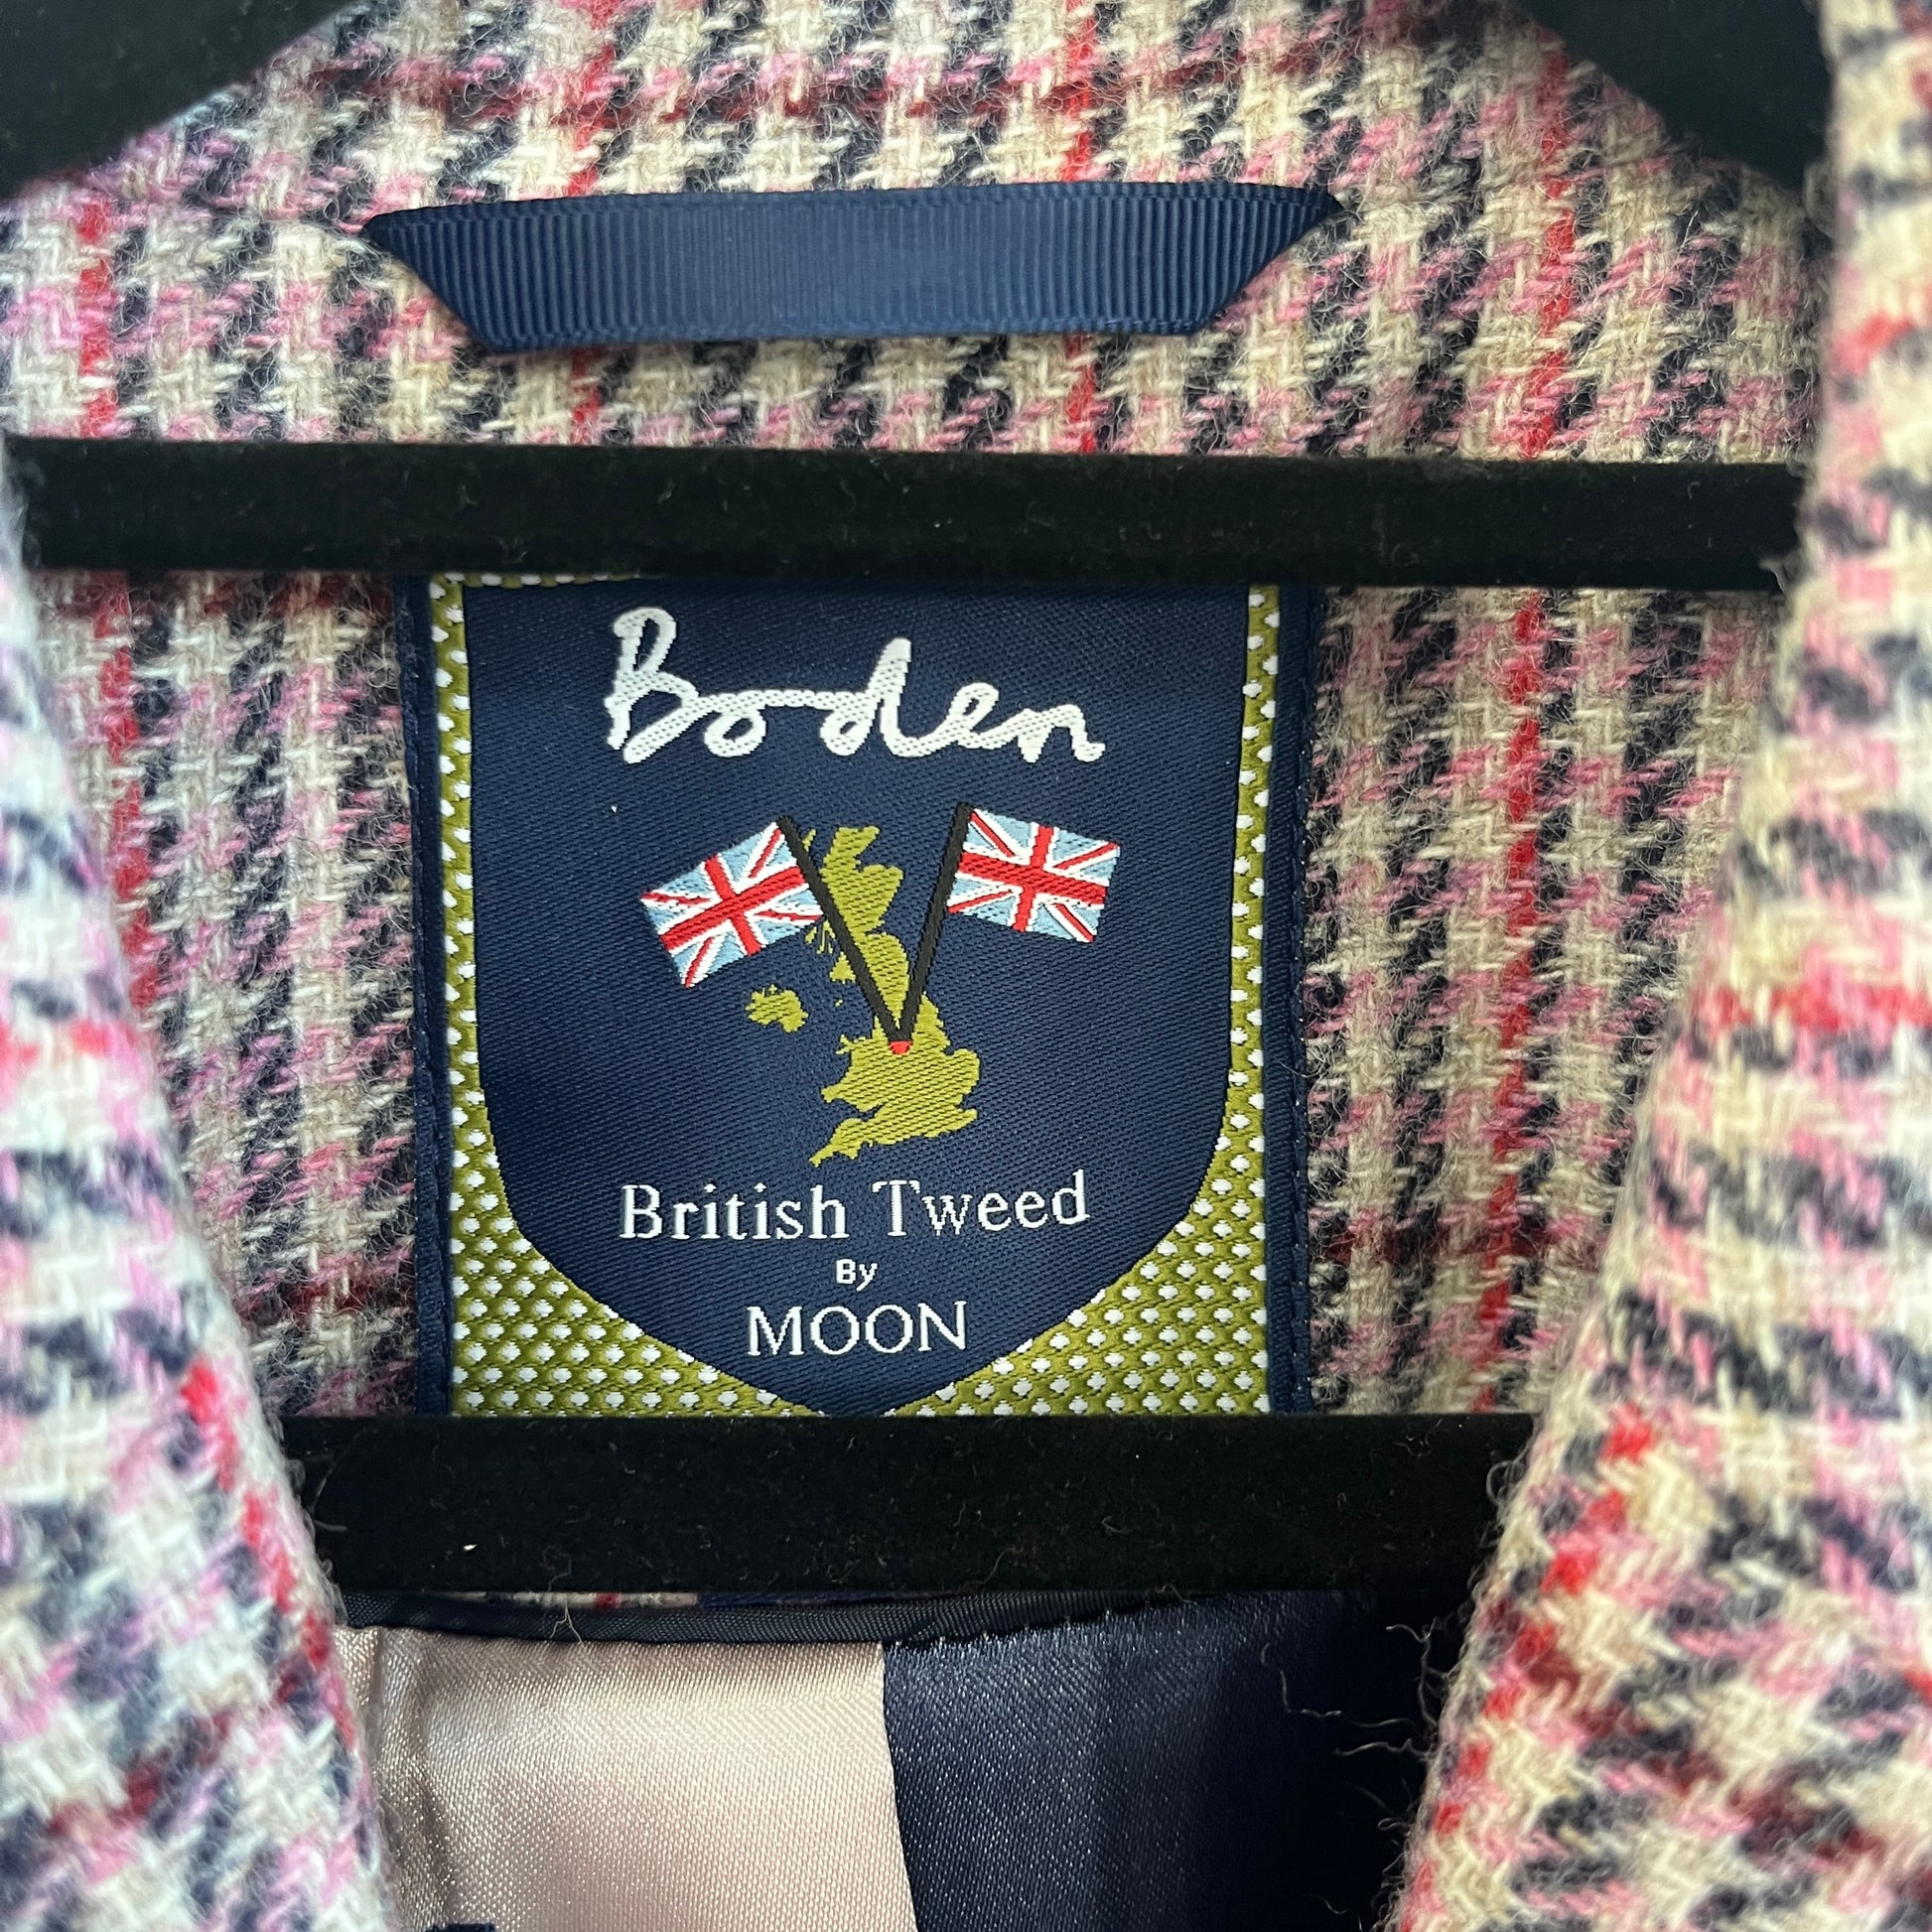 Boden
British Tweed
By
MOON